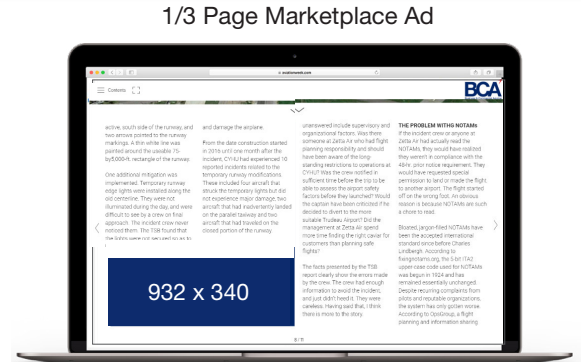 1/3 Page Marketplace Ad
aviationweek.com
Contents
BCA
active, south side of the runway, and
two arrows pointed to the runway
markings. A thin white line was
painted around the useable 75-
by5,000-ft. rectangle of the runway.
One additional mitigation was
implemented. Temporary runway
edge lights were installed along the
old centerline. They were not
illuminated during the day, and were
difficult to see by a crew on final
approach. The incident crew never
noticed them. The TSB found that
the lights were not secured so as to
and damage the airplane.
From the date construction started
in 2016 until one month after the
incident, CYHU had experienced 10
reported incidents related to the
temporary runway modifications.
These included four aircraft that
struck the temporary lights but did
not experience major damage, two
aircraft that had inadvertently landed
on the parallel taxiway and two
aircraft that had traveled on the
closed portion of the runway.
932 x 340
unanswered include supervisory and
organizational factors. Was there
someone at Zetta Air who had flight
planning responsibility and should
have been aware of the long-
standing restrictions to operations at
CYHU? Was the crew notified in
sufficient time before the trip to be
able to assess the airport safety
factors before they launched? Would
the captain have been criticized if he
decided to divert to the more
suitable Trudeau Airport? Did the
management at Zetta Air spend
more time finding the right caviar for
customers than planning safe
flights?
The facts presented by the TSB
report clearly show the errors made
by the crew. The crew had enough
information to avoid the incident,
and just didn't heed it. They were
careless. Having said that, I think
there is more to the story.
THE PROBLEM WITHG NOTAMs
If the incident crew or anyone at
Zetta Air had actually read the
NOTAMs, they would have realized
they weren't in compliance with the
48-hr. prior notice requirement. They
would have requested special
permission to land or made the flight
to another airport. The flight started
off on the wrong foot. An obvious
reason is because NOTAMs are such
a chore to read.
Bloated, jargon-filled NOTAMs have
been the accepted international
standard since before Charles
Lindbergh. According to
fixingnotams.org, the 5-bit ITA2
upper-case code used for NOTAMs
was begun in 1924 and has
remained essentially unchanged.
Despite recurring complaints from
pilots and reputable organizations,
the system has only gotten worse.
According to OpsGroup, a flight
planning and information sharing
5 / 11